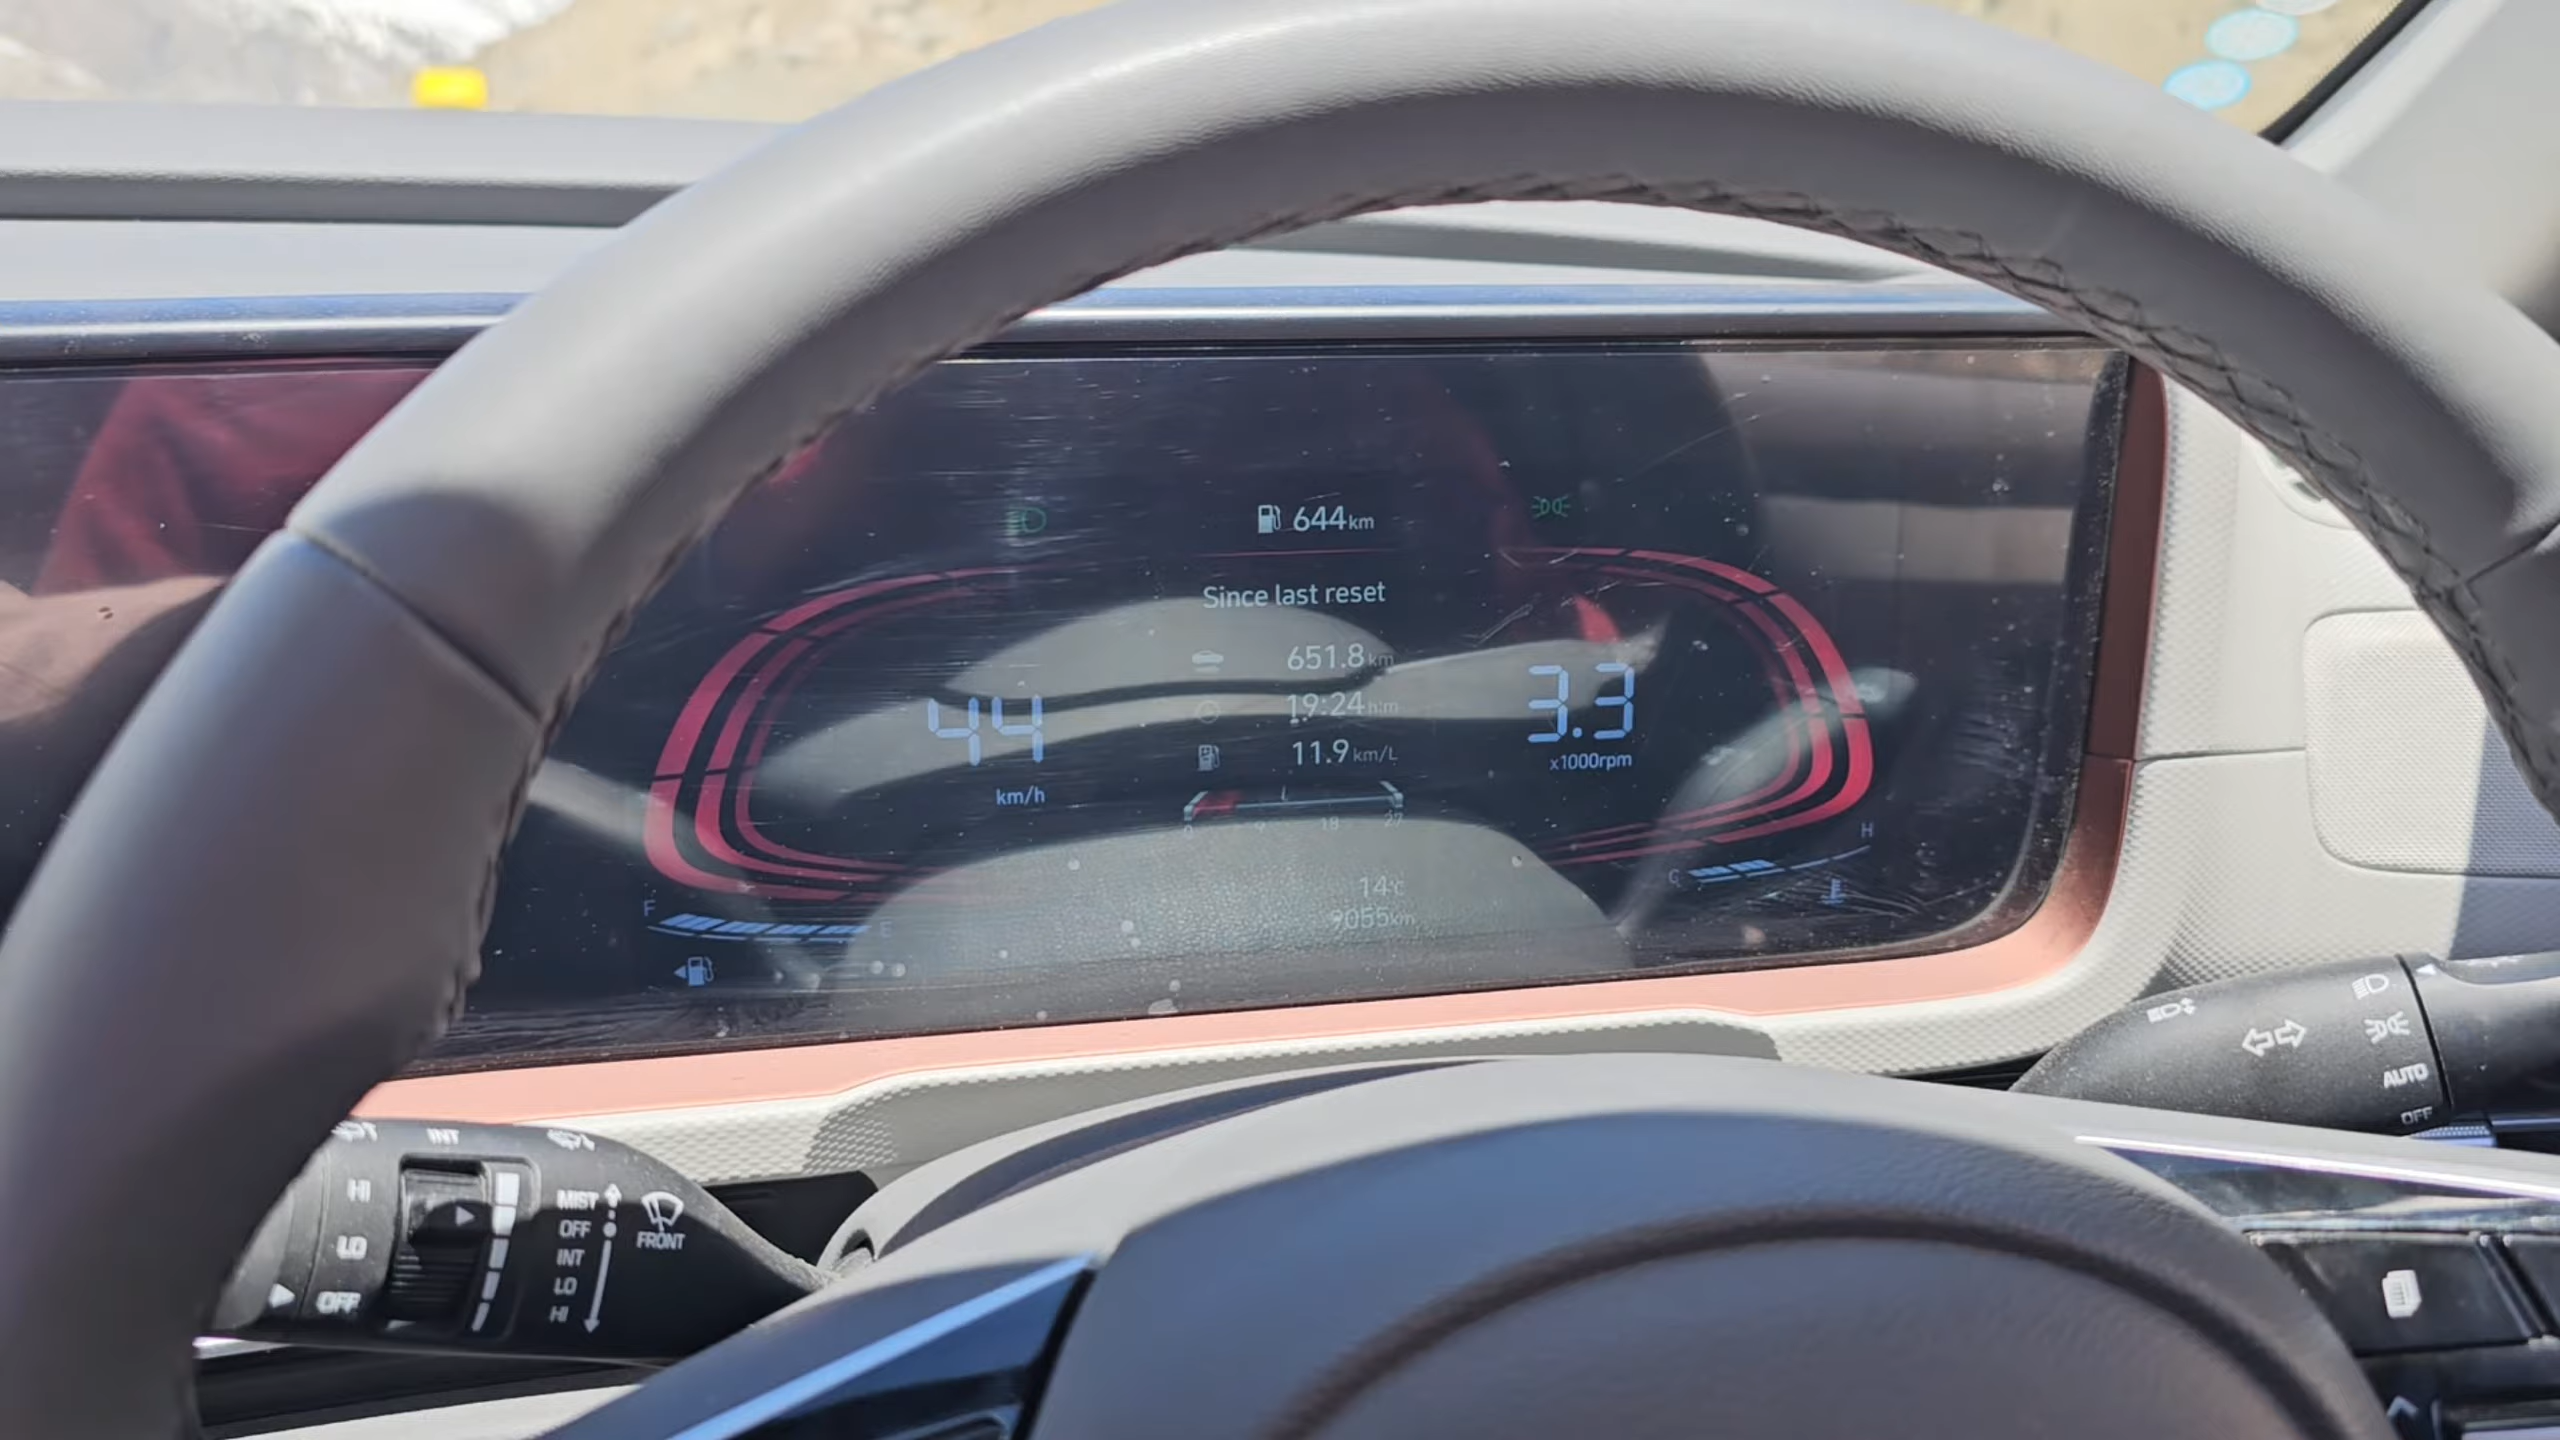 644km
Since last reset
651.8km
19:24h:m
11.9km/L
44
km/h
3.3
x1000rpm
0 9 18 27
14°C
9055km
F E
C H
INT
HI
LO
OFF
MIST
OFF
INT
LO
HI
FRONT
AUTO
OFF